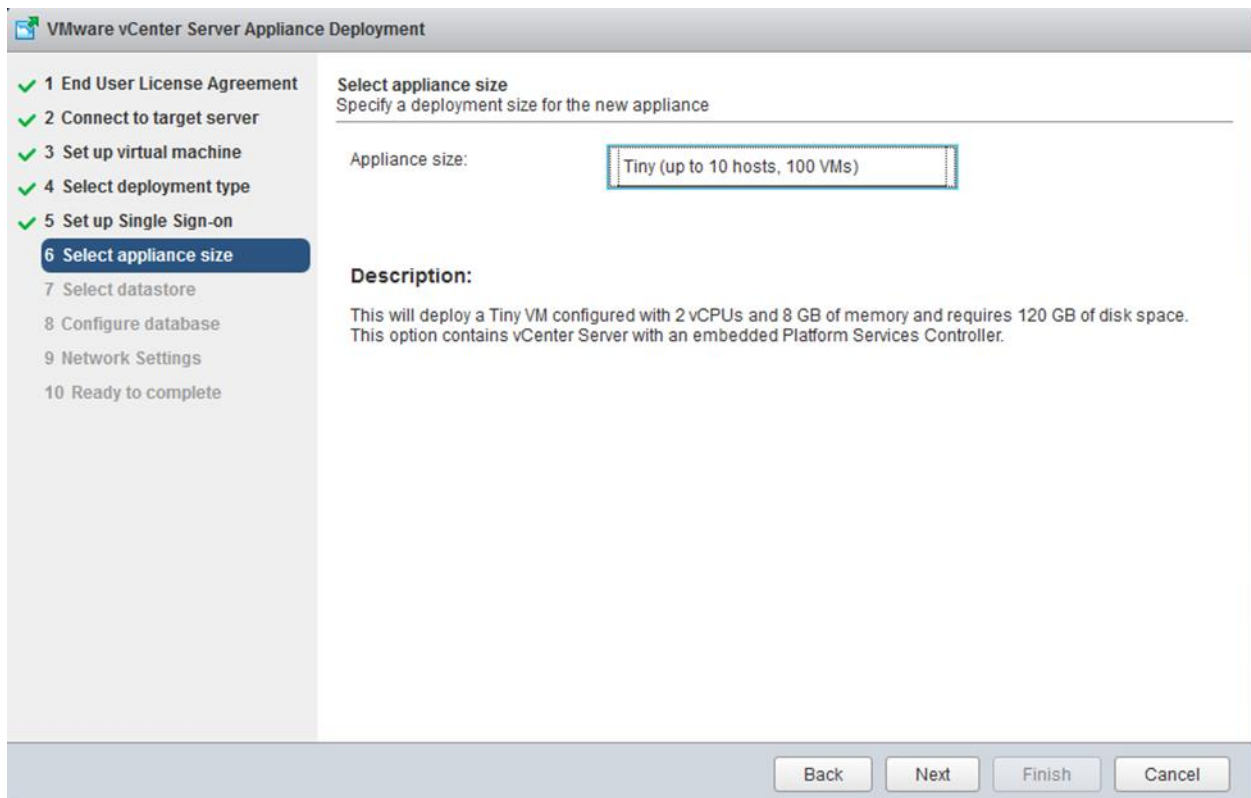 VMware vCenter Server Appliance Deployment
1 End User License Agreement
2 Connect to target server
3 Set up virtual machine
4 Select deployment type
5 Set up Single Sign-on
6 Select appliance size
7 Select datastore
8 Configure database
9 Network Settings
10 Ready to complete
Select appliance size
Specify a deployment size for the new appliance
Appliance size:
Tiny (up to 10 hosts, 100 VMs)
Description:
This will deploy a Tiny VM configured with 2 vCPUs and 8 GB of memory and requires 120 GB of disk space.
This option contains vCenter Server with an embedded Platform Services Controller.
Back
Next
Finish
Cancel